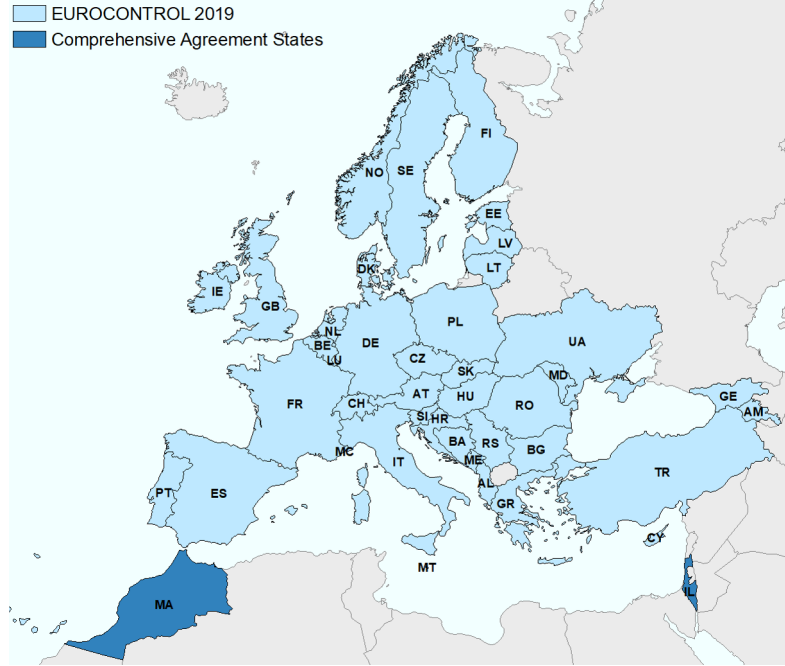 EUROCONTROL 2019
Comprehensive Agreement States
FI
NO
SE
EE
LV
DK
LT
IE
GB
NL
PL
BE
DE
UA
LU
CZ
SK
MD
AT
HU
CH
FR
RO
SI
HR
GE
AM
BA
RS
MC
BG
ME
IT
TR
AL
PT
ES
GR
CY
MT
IL
MA